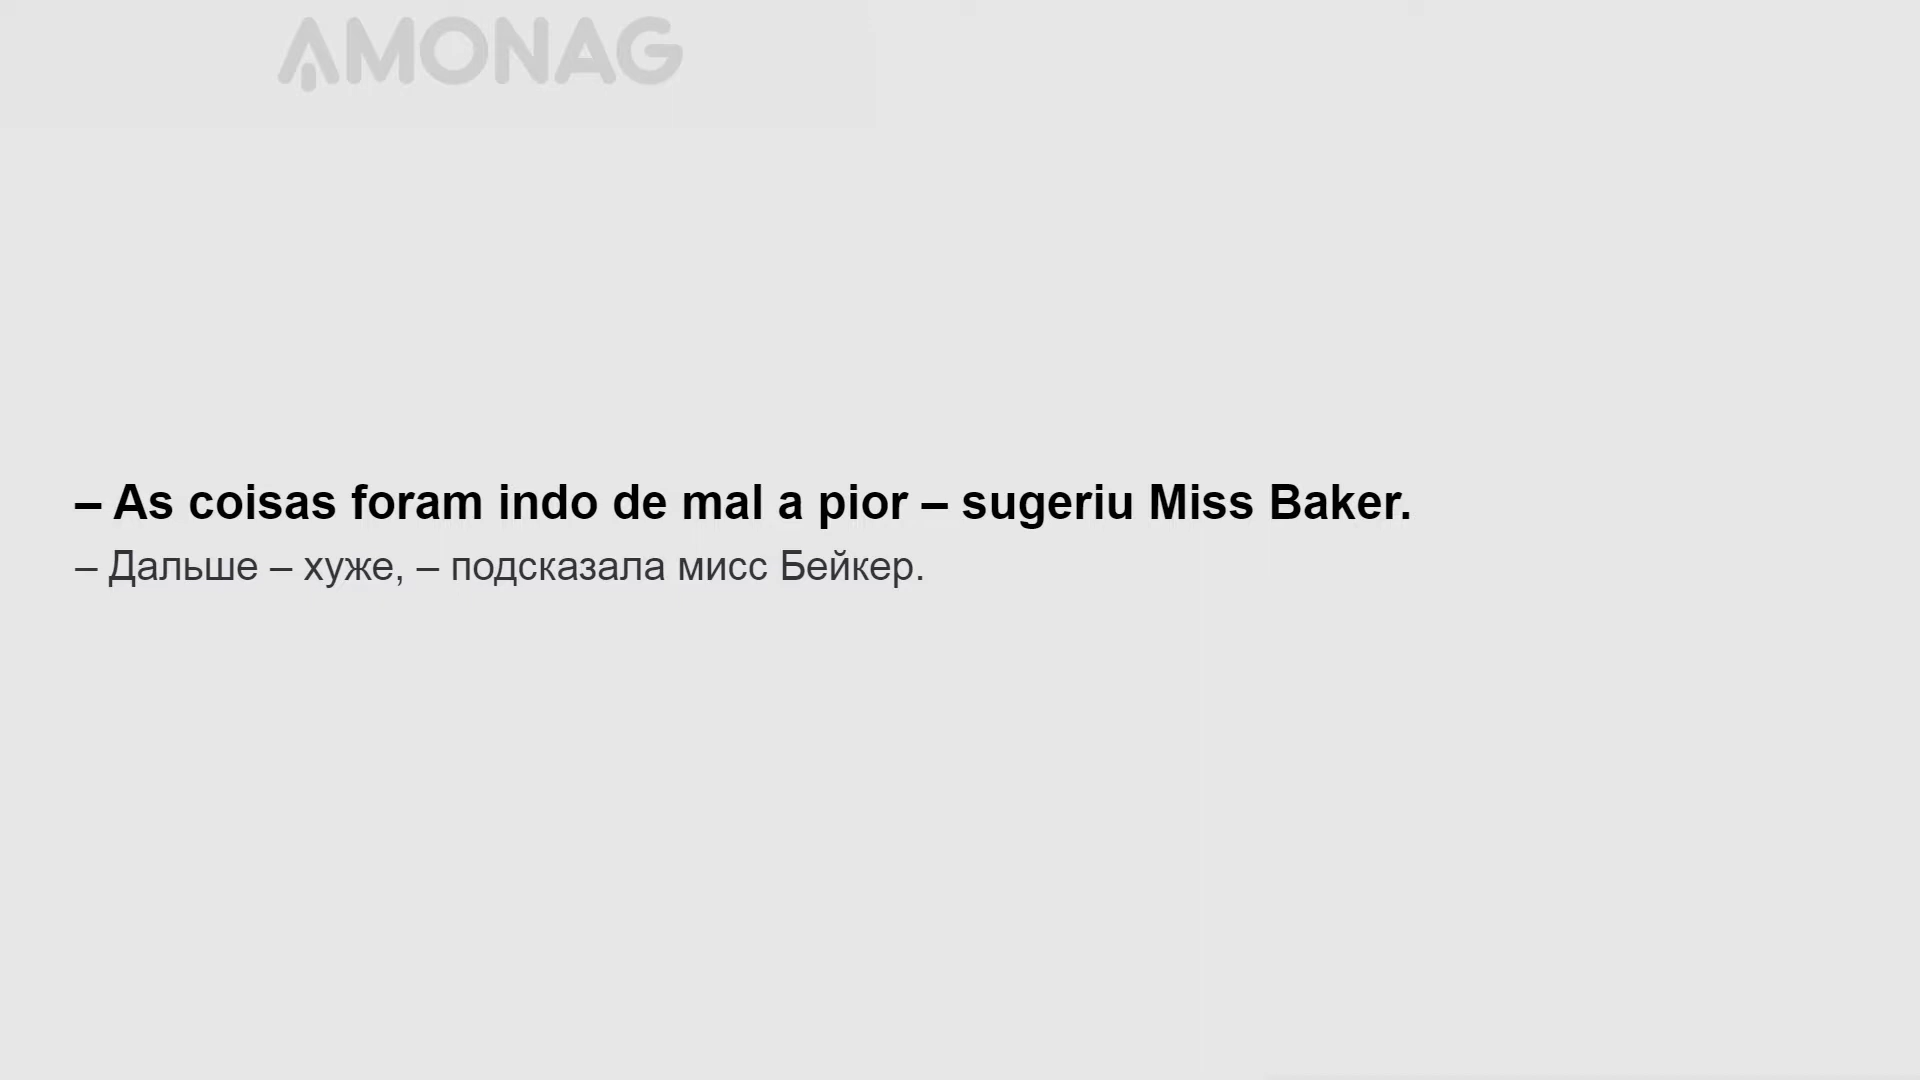 AMONAG
– As coisas foram indo de mal a pior – sugeriu Miss Baker.
– Дальше – хуже, – подсказала мисс Бейкер.